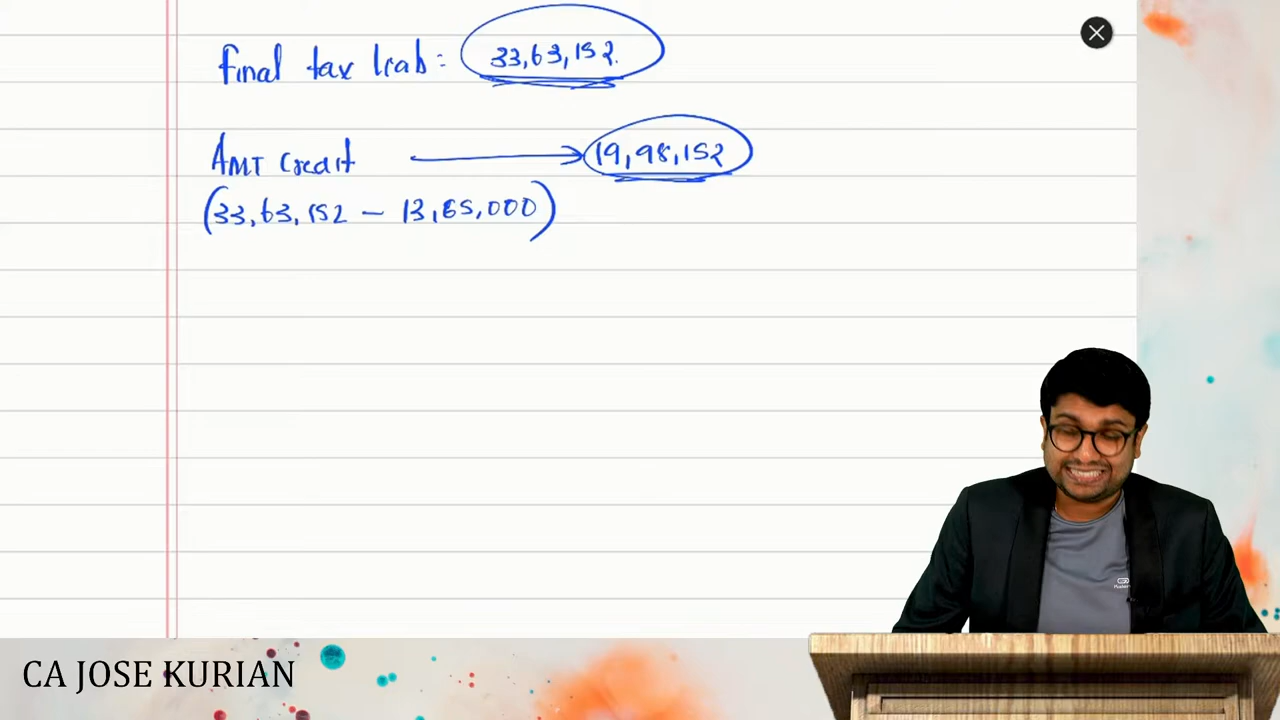 Final tax liab: 33,63,152.
AMT Credit → 19,98,152
(33,63,152 – 13,65,000)
CA JOSE KURIAN